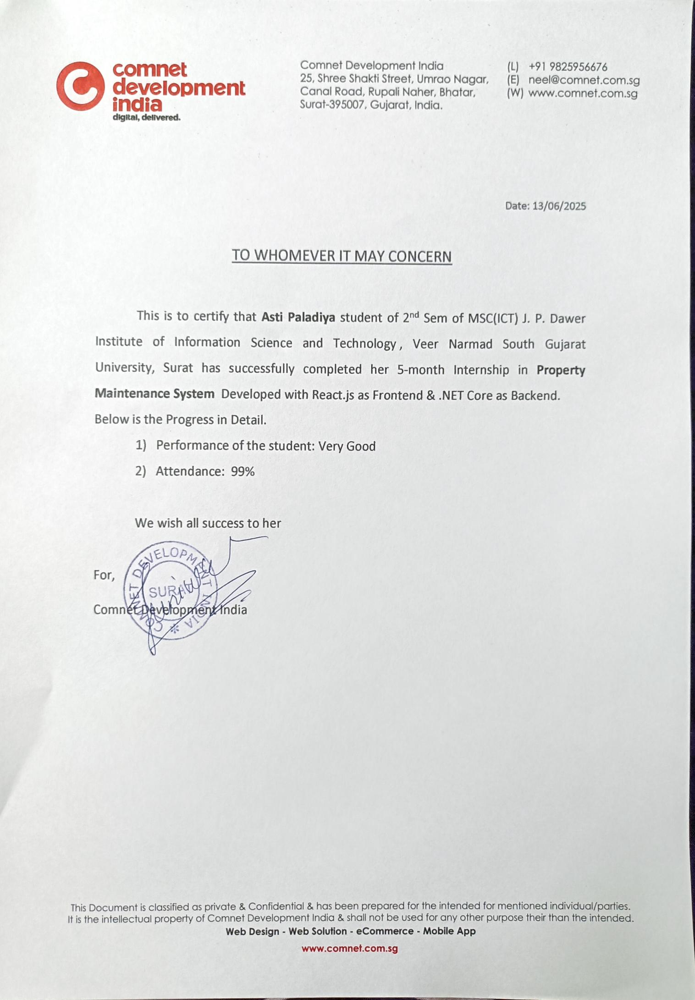 comnet
development
india
digital, delivered.
Comnet Development India
25, Shree Shakti Street, Umrao Nagar,
Canal Road, Rupali Naher, Bhatar,
Surat-395007, Gujarat, India.
(L) +91 9825956676
(E) neel@comnet.com.sg
(W) www.comnet.com.sg
Date: 13/06/2025
TO WHOMEVER IT MAY CONCERN
This is to certify that Asti Paladiya student of 2nd Sem of MSC(ICT) J. P. Dawer
Institute of Information Science and Technology, Veer Narmad South Gujarat
University, Surat has successfully completed her 5-month Internship in Property
Maintenance System Developed with React.js as Frontend & .NET Core as Backend.
Below is the Progress in Detail.
1) Performance of the student: Very Good
2) Attendance: 99%
We wish all success to her
For,
COMNET DEVELOPMENT INDIA *
SURAT
Comnet Development India
This Document is classified as private & Confidential & has been prepared for the intended for mentioned individual/parties.
It is the intellectual property of Comnet Development India & shall not be used for any other purpose their than the intended.
Web Design - Web Solution - eCommerce - Mobile App
www.comnet.com.sg